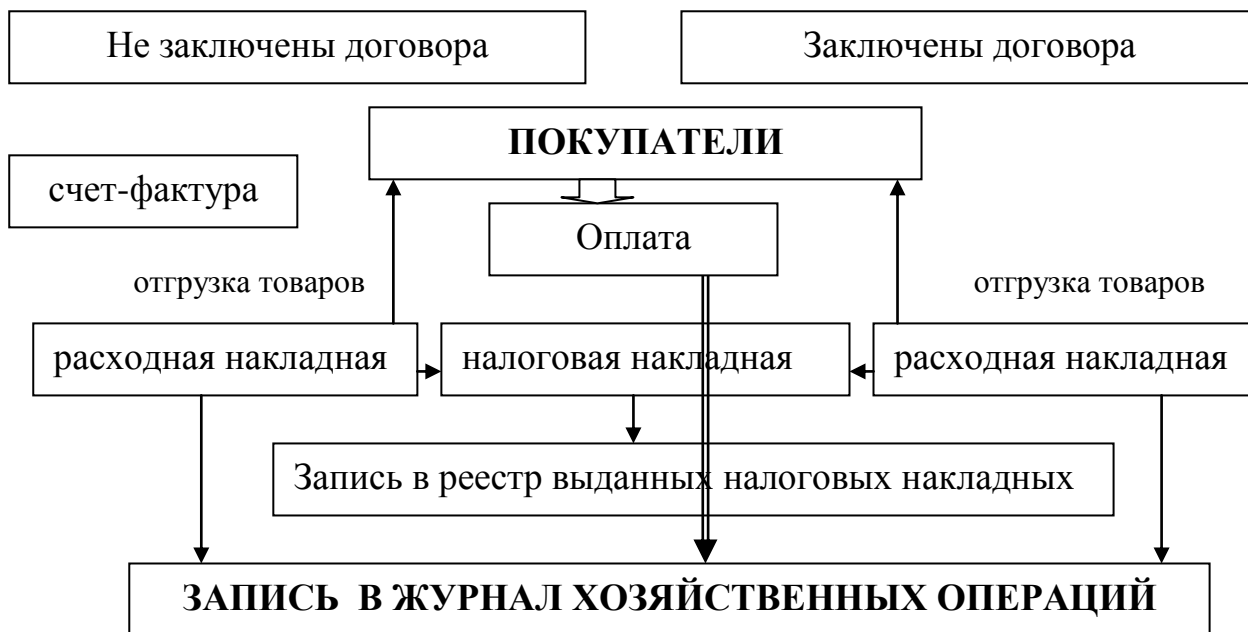 Не заключены договора
Заключены договора
ПОКУПАТЕЛИ
счет-фактура
Оплата
отгрузка товаров
отгрузка товаров
расходная накладная
налоговая накладная
расходная накладная
Запись в реестр выданных налоговых накладных
ЗАПИСЬ В ЖУРНАЛ ХОЗЯЙСТВЕННЫХ ОПЕРАЦИЙ